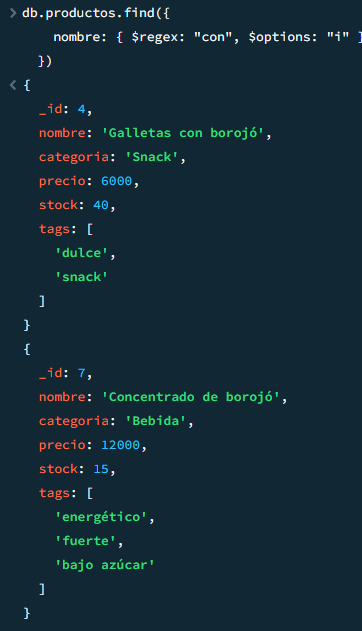 > db.productos.find({
nombre: { $regex: "con", $options: "i" }
})
< {
_id: 4,
nombre: 'Galletas con borojó',
categoria: 'Snack',
precio: 6000,
stock: 40,
tags: [
'dulce',
'snack'
]
}
{
_id: 7,
nombre: 'Concentrado de borojó',
categoria: 'Bebida',
precio: 12000,
stock: 15,
tags: [
'energético',
'fuerte',
'bajo azúcar'
]
}